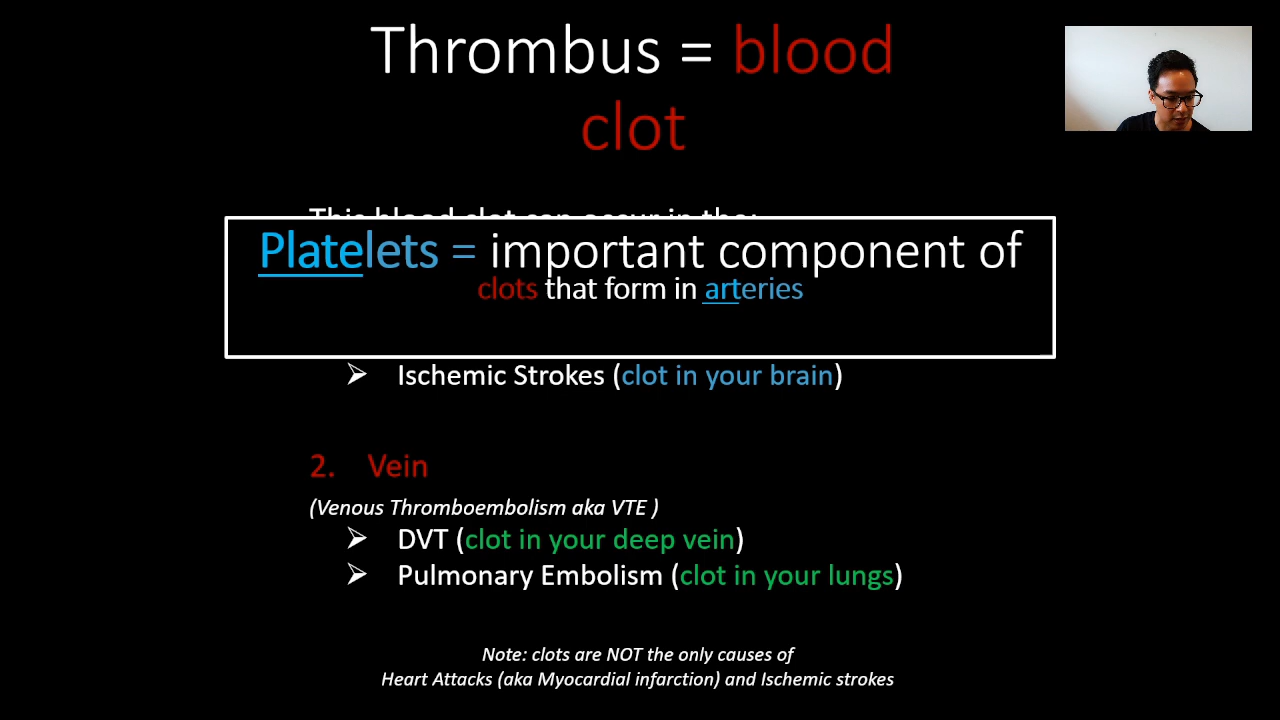 Thrombus = blood
clot
This blood clot can occur in the:
Platelets = important component of
clots that form in arteries
➢ Ischemic Strokes (clot in your brain)
2. Vein
(Venous Thromboembolism aka VTE )
➢ DVT (clot in your deep vein)
➢ Pulmonary Embolism (clot in your lungs)
Note: clots are NOT the only causes of
Heart Attacks (aka Myocardial infarction) and Ischemic strokes